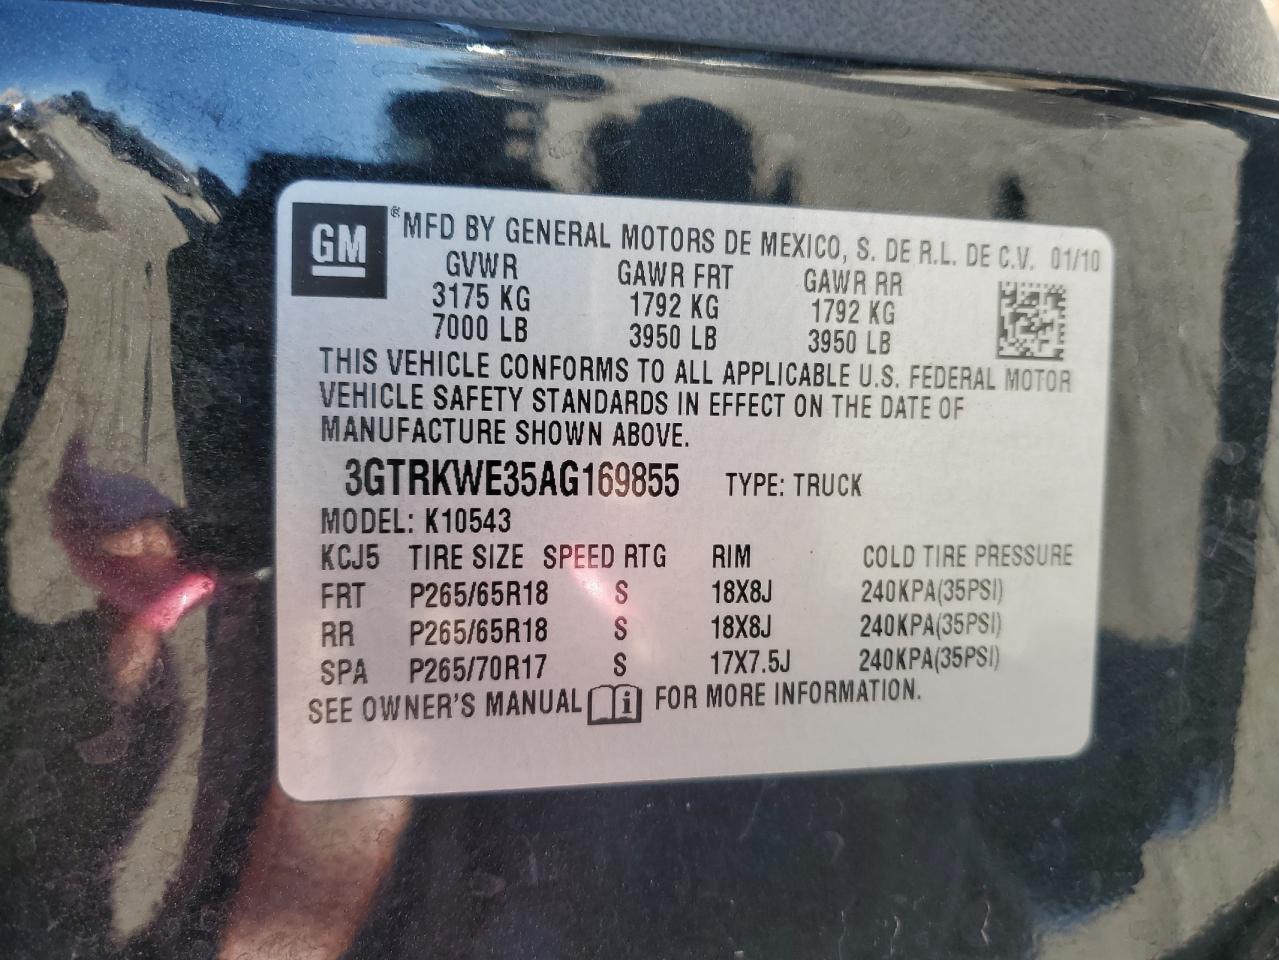 GM ® MFD BY GENERAL MOTORS DE MEXICO, S. DE R.L. DE C.V. 01/10
GVWR GAWR FRT GAWR RR
3175 KG 1792 KG 1792 KG
7000 LB 3950 LB 3950 LB
THIS VEHICLE CONFORMS TO ALL APPLICABLE U.S. FEDERAL MOTOR
VEHICLE SAFETY STANDARDS IN EFFECT ON THE DATE OF
MANUFACTURE SHOWN ABOVE.
3GTRKWE35AG169855 TYPE: TRUCK
MODEL: K10543
KCJ5 TIRE SIZE SPEED RTG RIM COLD TIRE PRESSURE
FRT P265/65R18 S 18X8J 240KPA(35PSI)
RR P265/65R18 S 18X8J 240KPA(35PSI)
SPA P265/70R17 S 17X7.5J 240KPA(35PSI)
SEE OWNER'S MANUAL i FOR MORE INFORMATION.